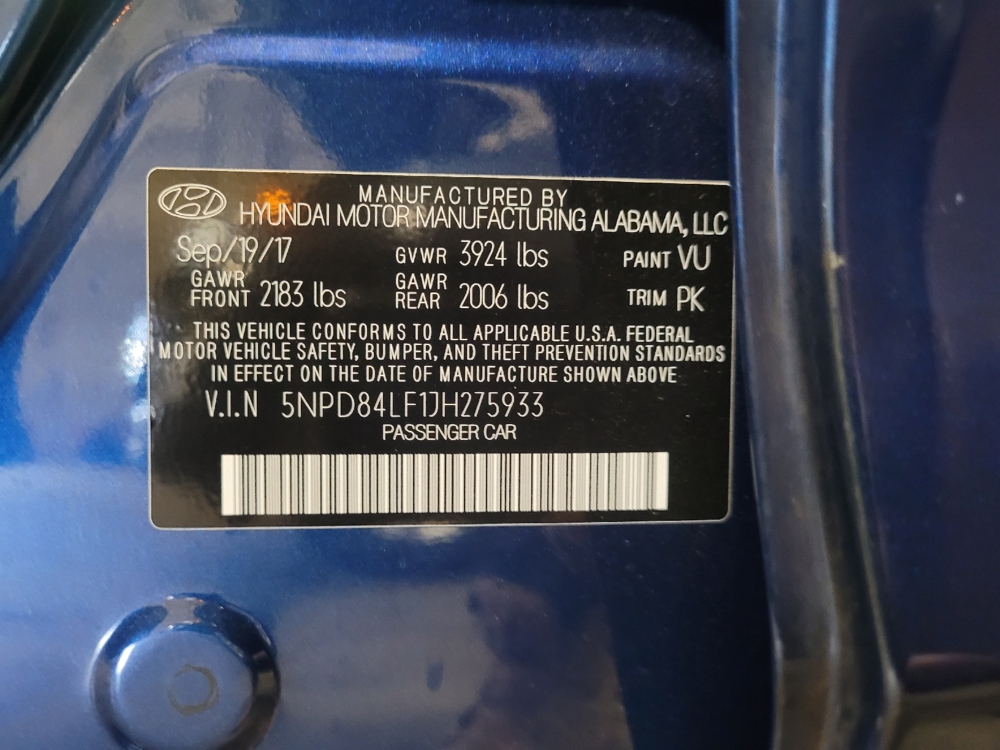 MANUFACTURED BY
HYUNDAI MOTOR MANUFACTURING ALABAMA, LLC
Sep/19/17 GVWR 3924 lbs PAINT VU
GAWR FRONT 2183 lbs GAWR REAR 2006 lbs TRIM PK
THIS VEHICLE CONFORMS TO ALL APPLICABLE U.S.A. FEDERAL
MOTOR VEHICLE SAFETY, BUMPER, AND THEFT PREVENTION STANDARDS
IN EFFECT ON THE DATE OF MANUFACTURE SHOWN ABOVE
V.I.N 5NPD84LF1JH275933
PASSENGER CAR